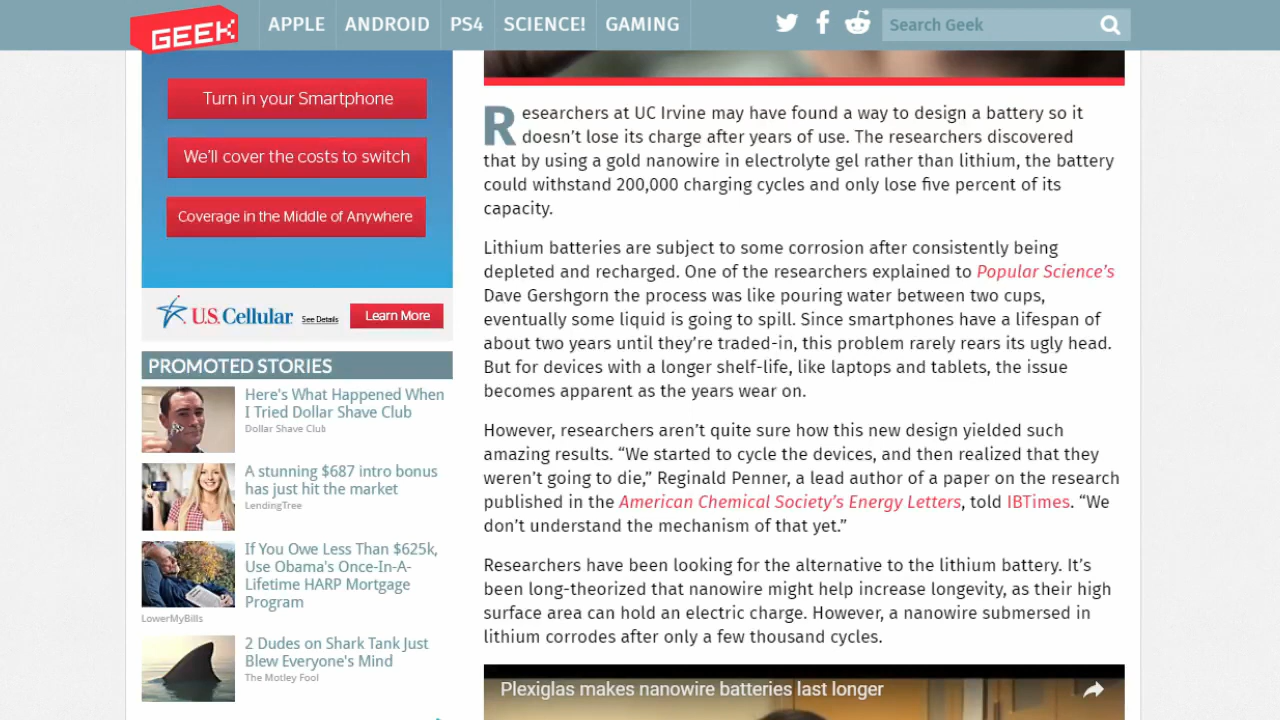 GEEK
APPLE
ANDROID
PS4
SCIENCE!
GAMING
Search Geek
Turn in your Smartphone
We'll cover the costs to switch
Coverage in the Middle of Anywhere
U.S. Cellular
See Details
Learn More
PROMOTED STORIES
Here's What Happened When
I Tried Dollar Shave Club
Dollar Shave Club
A stunning $687 intro bonus
has just hit the market
LendingTree
If You Owe Less Than $625k,
Use Obama's Once-In-A-
Lifetime HARP Mortgage
Program
LowerMyBills
2 Dudes on Shark Tank Just
Blew Everyone's Mind
The Motley Fool
Researchers at UC Irvine may have found a way to design a battery so it
doesn’t lose its charge after years of use. The researchers discovered
that by using a gold nanowire in electrolyte gel rather than lithium, the battery
could withstand 200,000 charging cycles and only lose five percent of its
capacity.
Lithium batteries are subject to some corrosion after consistently being
depleted and recharged. One of the researchers explained to Popular Science’s
Dave Gershgorn the process was like pouring water between two cups,
eventually some liquid is going to spill. Since smartphones have a lifespan of
about two years until they’re traded-in, this problem rarely rears its ugly head.
But for devices with a longer shelf-life, like laptops and tablets, the issue
becomes apparent as the years wear on.
However, researchers aren’t quite sure how this new design yielded such
amazing results. “We started to cycle the devices, and then realized that they
weren’t going to die,” Reginald Penner, a lead author of a paper on the research
published in the American Chemical Society’s Energy Letters, told IBTimes. “We
don’t understand the mechanism of that yet.”
Researchers have been looking for the alternative to the lithium battery. It’s
been long-theorized that nanowire might help increase longevity, as their high
surface area can hold an electric charge. However, a nanowire submersed in
lithium corrodes after only a few thousand cycles.
Plexiglas makes nanowire batteries last longer